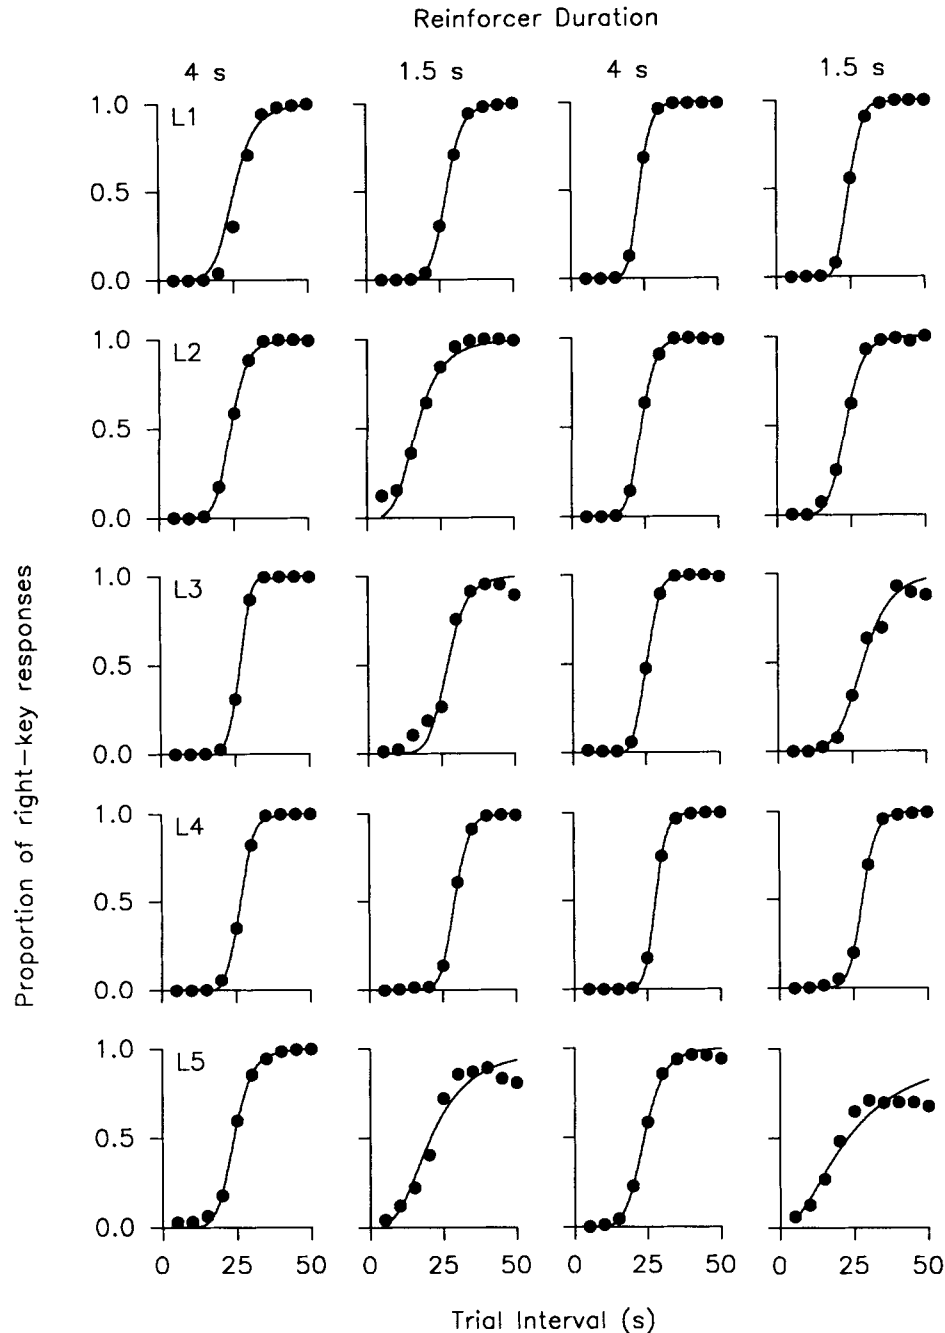 Reinforcer Duration
4 s 1.5 s 4 s 1.5 s
1.0 L1
0.5
0.0
1.0 L2
0.5
0.0
1.0 L3
0.5
0.0
1.0 L4
0.5
0.0
1.0 L5
0.5
0.0
0 25 50 0 25 50 0 25 50 0 25 50
Trial Interval (s)
Proportion of right-key responses